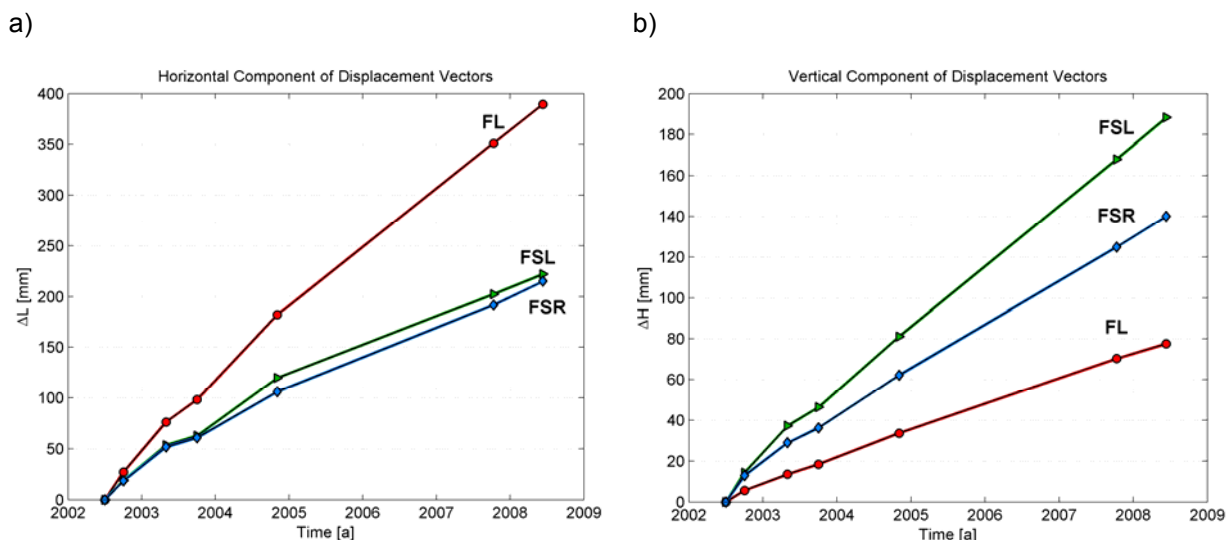 a)
Horizontal Component of Displacement Vectors
400
350
300
250
200
150
100
50
0
ΔL [mm]
FL
FSL
FSR
2002 2003 2004 2005 2006 2007 2008 2009
Time [a]
b)
Vertical Component of Displacement Vectors
200
180
160
140
120
100
80
60
40
20
0
ΔH [mm]
FSL
FSR
FL
2002 2003 2004 2005 2006 2007 2008 2009
Time [a]